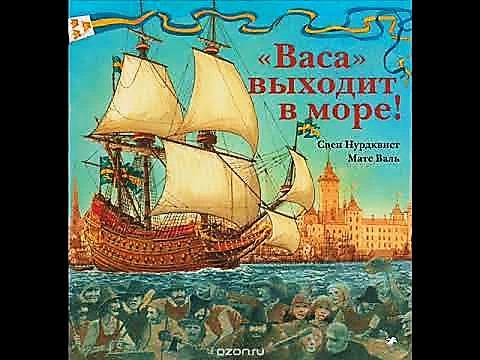 «Васа»
выходит
в море!
Свен Нурдквист
Матс Валь
ozon.ru